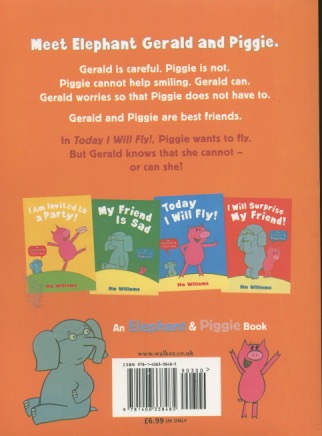 Meet Elephant Gerald and Piggie.
Gerald is careful. Piggie is not.
Piggie cannot help smiling. Gerald can.
Gerald worries so that Piggie does not have to.
Gerald and Piggie are best friends.
In Today I Will Fly!, Piggie wants to fly.
But Gerald knows that she cannot –
or can she!
I Am Invited to
a Party!
Mo Willems
My Friend
Is Sad
Mo Willems
Today
I Will Fly!
Mo Willems
I Will Surprise
My Friend!
Mo Willems
An Elephant & Piggie Book
www.walker.co.uk
90300
£6.99 UK ONLY